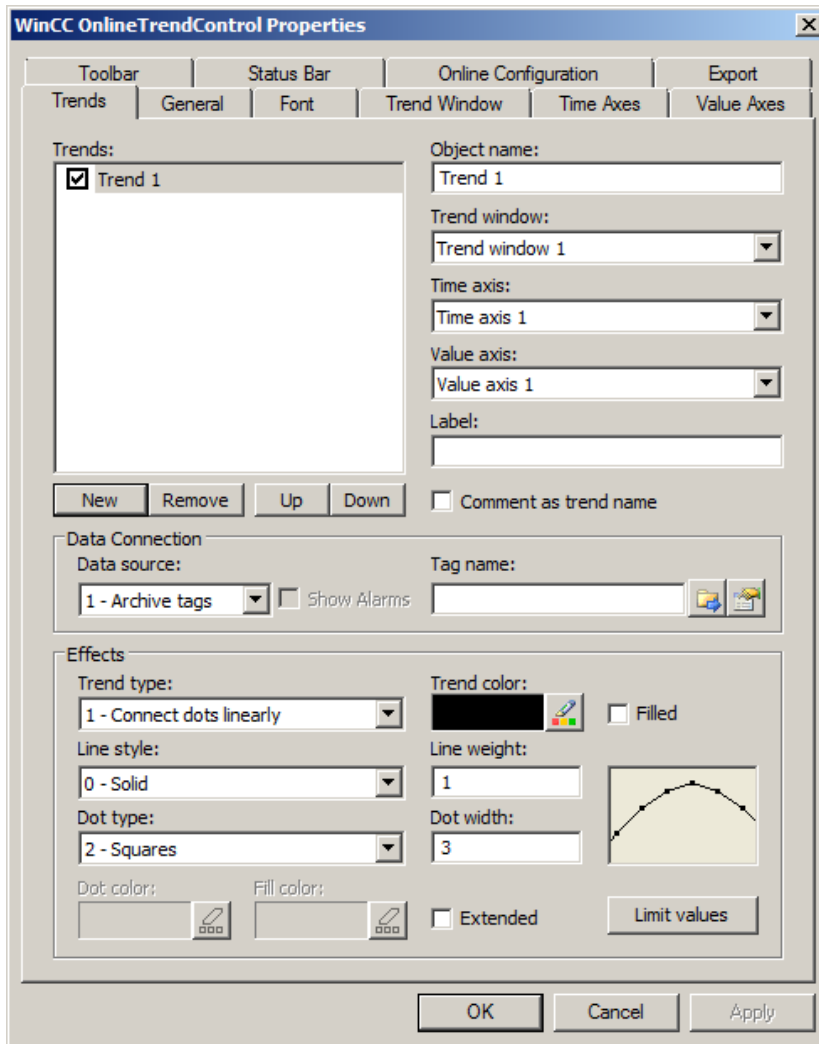 WinCC OnlineTrendControl Properties
Toolbar Status Bar Online Configuration Export
Trends General Font Trend Window Time Axes Value Axes
Trends: Object name:
Trend 1 Trend 1
Trend window:
Trend window 1
Time axis:
Time axis 1
Value axis:
Value axis 1
Label:
New Remove Up Down Comment as trend name
Data Connection
Data source: Tag name:
1 - Archive tags Show Alarms
Effects
Trend type: Trend color:
1 - Connect dots linearly Filled
Line style: Line weight:
0 - Solid 1
Dot type: Dot width:
2 - Squares 3
Dot color: Fill color:
Extended Limit values
OK Cancel Apply